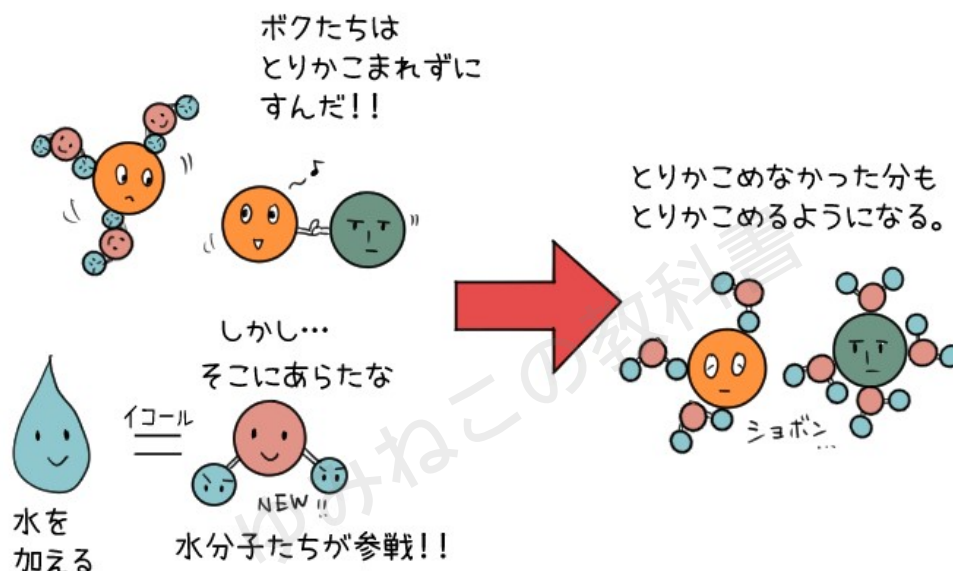 ボクたちは
とりかこまれずに
すんだ!!
しかし…
そこにあらたな
イコール
NEW!!
水を
加える
水分子たちが参戦!!
とりかこめなかった分も
とりかこめるようになる。
ショボン…
ゆみねこの教科書